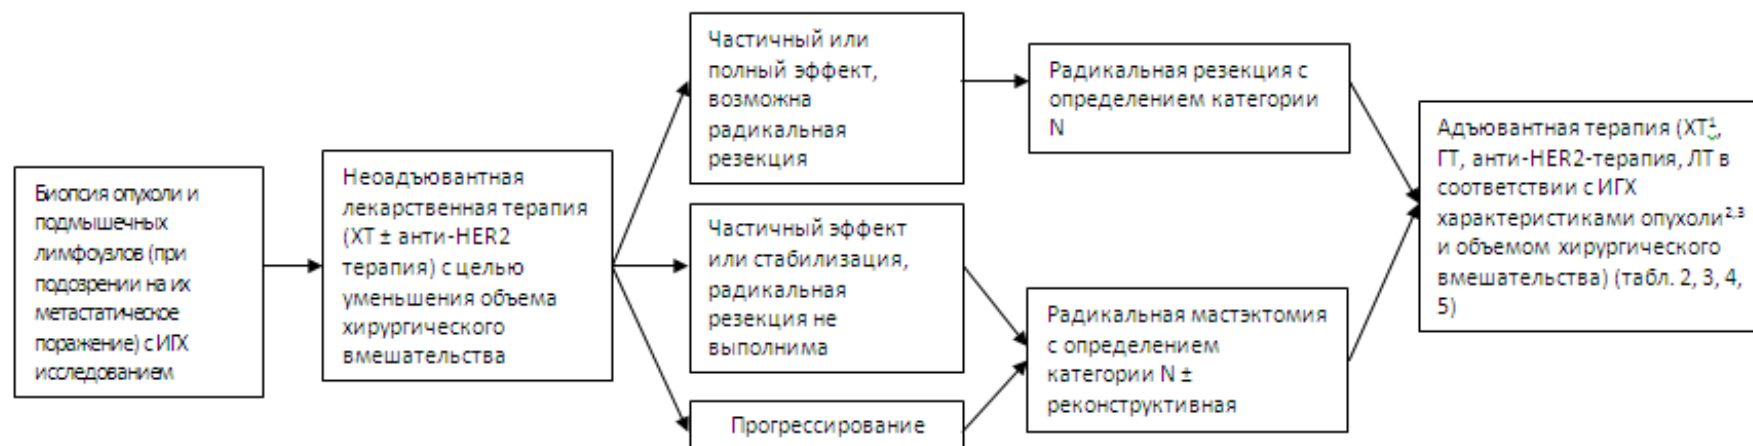 Биопсия опухоли и
подмышечных
лимфоузлов (при
подозрении на их
метастатическое
поражение) с ИГХ
исследованием
Неоадъювантная
лекарственная терапия
(ХТ ± анти-HER2
терапия) с целью
уменьшения объема
хирургического
вмешательства
Частичный или
полный эффект,
возможна
радикальная
резекция
Частичный эффект
или стабилизация,
радикальная
резекция не
выполнима
Прогрессирование
Радикальная резекция с
определением категории
N
Радикальная мастэктомия
с определением
категории N ±
реконструктивная
Адъювантная терапия (ХТ¹,
ГТ, анти-HER2-терапия, ЛТ в
соответствии с ИГХ
характеристиками опухоли²,³
и объемом хирургического
вмешательства) (табл. 2, 3, 4,
5)